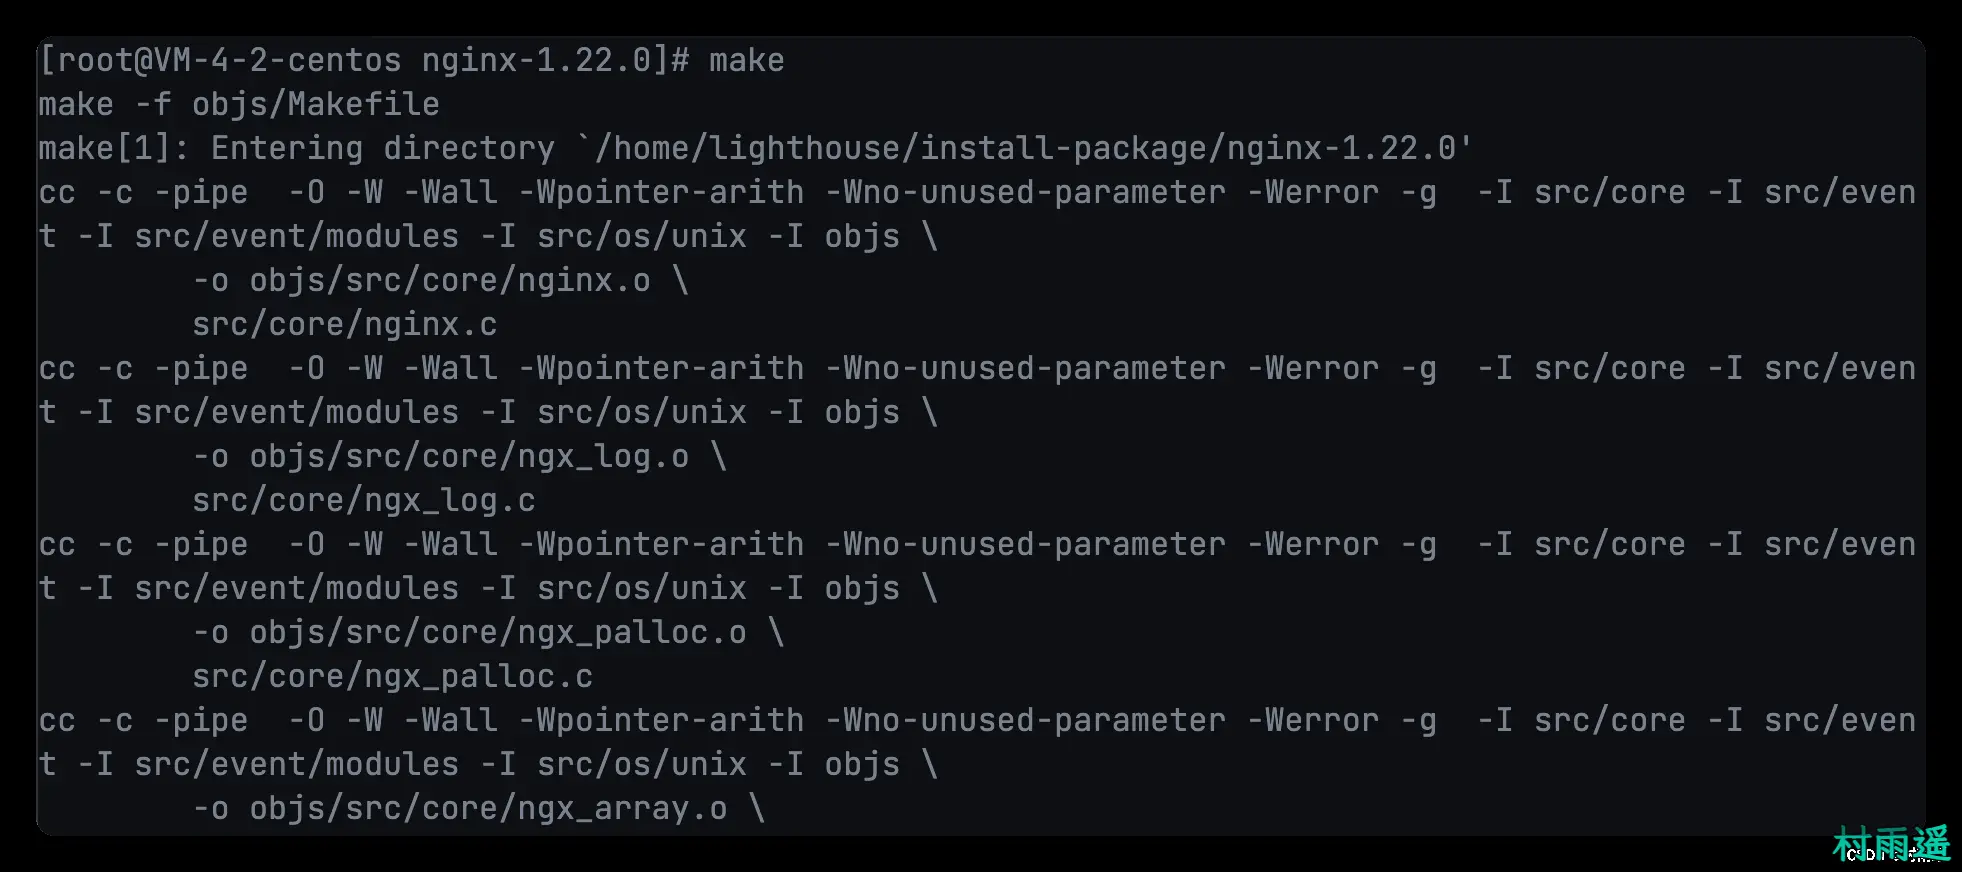 [root@VM-4-2-centos nginx-1.22.0]# make
make -f objs/Makefile
make[1]: Entering directory `/home/lighthouse/install-package/nginx-1.22.0'
cc -c -pipe  -O -W -Wall -Wpointer-arith -Wno-unused-parameter -Werror -g  -I src/core -I src/even
t -I src/event/modules -I src/os/unix -I objs \
        -o objs/src/core/nginx.o \
        src/core/nginx.c
cc -c -pipe  -O -W -Wall -Wpointer-arith -Wno-unused-parameter -Werror -g  -I src/core -I src/even
t -I src/event/modules -I src/os/unix -I objs \
        -o objs/src/core/ngx_log.o \
        src/core/ngx_log.c
cc -c -pipe  -O -W -Wall -Wpointer-arith -Wno-unused-parameter -Werror -g  -I src/core -I src/even
t -I src/event/modules -I src/os/unix -I objs \
        -o objs/src/core/ngx_palloc.o \
        src/core/ngx_palloc.c
cc -c -pipe  -O -W -Wall -Wpointer-arith -Wno-unused-parameter -Werror -g  -I src/core -I src/even
t -I src/event/modules -I src/os/unix -I objs \
        -o objs/src/core/ngx_array.o \
村雨遥